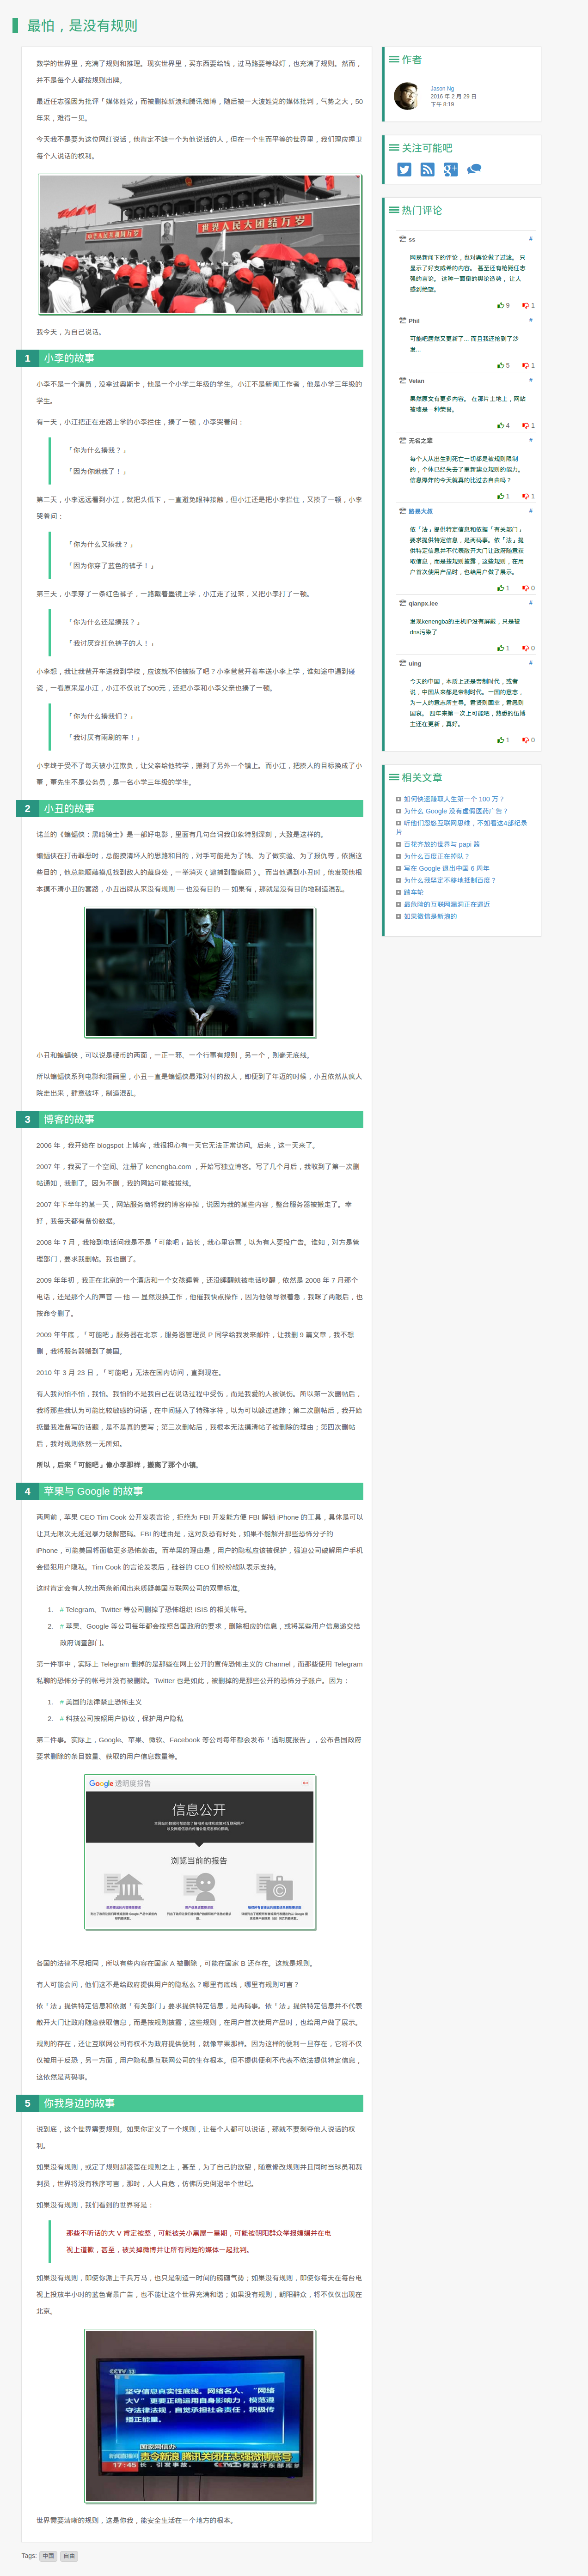 最怕，是没有规则
数学的世界里，充满了规则和推理。现实世界里，买东西要给钱，过马路要等绿灯，也充满了规则。然而，
并不是每个人都按规则出牌。
最近任志强因为批评「媒体姓党」而被删掉新浪和腾讯微博，随后被一大波姓党的媒体批判，气势之大，50
年来，难得一见。
今天我不是要为这位网红说话，他肯定不缺一个为他说话的人，但在一个生而平等的世界里，我们理应捍卫
每个人说话的权利。
世界人民大团结万岁
我今天，为自己说话。
1 小李的故事
小李不是一个演员，没拿过奥斯卡，他是一个小学二年级的学生。小江不是新闻工作者，他是小学三年级的
学生。
有一天，小江把正在走路上学的小李拦住，揍了一顿，小李哭着问：
「你为什么揍我？」
「因为你瞅我了！」
第二天，小李远远看到小江，就把头低下，一直避免眼神接触，但小江还是把小李拦住，又揍了一顿，小李
哭着问：
「你为什么又揍我？」
「因为你穿了蓝色的裤子！」
第三天，小李穿了一条红色裤子，一路戴着墨镜上学，小江走了过来，又把小李打了一顿。
「你为什么还是揍我？」
「我讨厌穿红色裤子的人！」
小李想，我让我爸开车送我到学校，应该就不怕被揍了吧？小李爸爸开着车送小李上学，谁知途中遇到碰
瓷，一看原来是小江，小江不仅讹了500元，还把小李和小李父亲也揍了一顿。
「你为什么揍我们？」
「我讨厌有雨刷的车！」
小李终于受不了每天被小江欺负，让父亲给他转学，搬到了另外一个镇上。而小江，把揍人的目标换成了小
董，董先生不是公务员，是一名小学三年级的学生。
2 小丑的故事
诺兰的《蝙蝠侠：黑暗骑士》是一部好电影，里面有几句台词我印象特别深刻，大致是这样的。
蝙蝠侠在打击罪恶时，总能摸清坏人的思路和目的，对手可能是为了钱、为了做实验、为了报仇等，依据这
些目的，他总能顺藤摸瓜找到敌人的藏身处，一举消灭（逮捕到警察局）。而当他遇到小丑时，他发现他根
本摸不清小丑的套路，小丑出牌从来没有规则 — 也没有目的 — 如果有，那就是没有目的地制造混乱。
小丑和蝙蝠侠，可以说是硬币的两面，一正一邪、一个行事有规则，另一个，则毫无底线。
所以蝙蝠侠系列电影和漫画里，小丑一直是蝙蝠侠最难对付的敌人，即便到了年迈的时候，小丑依然从疯人
院走出来，肆意破坏，制造混乱。
3 博客的故事
2006 年，我开始在 blogspot 上博客，我很担心有一天它无法正常访问。后来，这一天来了。
2007 年，我买了一个空间、注册了 kenengba.com ，开始写独立博客。写了几个月后，我收到了第一次删
帖通知，我删了。因为不删，我的网站可能被拔线。
2007 年下半年的某一天，网站服务商将我的博客停掉，说因为我的某些内容，整台服务器被搬走了。幸
好，我每天都有备份数据。
2008 年 7 月，我接到电话问我是不是「可能吧」站长，我心里窃喜，以为有人要投广告。谁知，对方是管
理部门，要求我删帖。我也删了。
2009 年年初，我正在北京的一个酒店和一个女孩睡着，还没睡醒就被电话吵醒，依然是 2008 年 7 月那个
电话，还是那个人的声音 — 他 — 显然没换工作，他催我快点操作，因为他领导很着急，我眯了两眼后，也
按命令删了。
2009 年年底，「可能吧」服务器在北京，服务器管理员 P 同学给我发来邮件，让我删 9 篇文章，我不想
删，我将服务器搬到了美国。
2010 年 3 月 23 日，「可能吧」无法在国内访问，直到现在。
有人我问怕不怕，我怕。我怕的不是我自己在说话过程中受伤，而是我爱的人被误伤。所以第一次删帖后，
我将那些我认为可能比较敏感的词语，在中间插入了特殊字符，以为可以躲过追踪；第二次删帖后，我开始
掂量我准备写的话题，是不是真的要写；第三次删帖后，我根本无法摸清帖子被删除的理由；第四次删帖
后，我对规则依然一无所知。
所以，后来「可能吧」像小李那样，搬离了那个小镇。
4 苹果与 Google 的故事
两周前，苹果 CEO Tim Cook 公开发表言论，拒绝为 FBI 开发能方便 FBI 解锁 iPhone 的工具，具体是可以
让其无限次无延迟暴力破解密码。FBI 的理由是，这对反恐有好处，如果不能解开那些恐怖分子的
iPhone，可能美国将面临更多恐怖袭击。而苹果的理由是，用户的隐私应该被保护，强迫公司破解用户手机
会侵犯用户隐私。Tim Cook 的言论发表后，硅谷的 CEO 们纷纷战队表示支持。
这时肯定会有人挖出两条新闻出来质疑美国互联网公司的双重标准。
1. # Telegram、Twitter 等公司删掉了恐怖组织 ISIS 的相关帐号。
2. # 苹果、Google 等公司每年都会按照各国政府的要求，删除相应的信息，或将某些用户信息递交给
政府调查部门。
第一件事中，实际上 Telegram 删掉的是那些在网上公开的宣传恐怖主义的 Channel，而那些使用 Telegram
私聊的恐怖分子的帐号并没有被删除。Twitter 也是如此，被删掉的是那些公开的恐怖分子账户。因为：
1. # 美国的法律禁止恐怖主义
2. # 科技公司按照用户协议，保护用户隐私
第二件事。实际上，Google、苹果、微软、Facebook 等公司每年都会发布「透明度报告」，公布各国政府
要求删除的条目数量、获取的用户信息数量等。
Google 透明度报告
信息公开
浏览当前的报告
各国的法律不尽相同，所以有些内容在国家 A 被删除，可能在国家 B 还存在。这就是规则。
有人可能会问，他们这不是给政府提供用户的隐私么？哪里有底线，哪里有规则可言？
依「法」提供特定信息和依据「有关部门」要求提供特定信息，是两码事。依「法」提供特定信息并不代表
敞开大门让政府随意获取信息，而是按规则披露，这些规则，在用户首次使用产品时，也给用户做了展示。
规则的存在，还让互联网公司有权不为政府提供便利，就像苹果那样。因为这样的便利一旦存在，它将不仅
仅被用于反恐，另一方面，用户隐私是互联网公司的生存根本。但不提供便利不代表不依法提供特定信息，
这依然是两码事。
5 你我身边的故事
说到底，这个世界需要规则。如果你定义了一个规则，让每个人都可以说话，那就不要剥夺他人说话的权
利。
如果没有规则，或定了规则却凌驾在规则之上，甚至，为了自己的欲望，随意修改规则并且同时当球员和裁
判员，世界将没有秩序可言，那时，人人自危，仿佛历史倒退半个世纪。
如果没有规则，我们看到的世界将是：
那些不听话的大 V 肯定被整，可能被关小黑屋一星期，可能被朝阳群众举报嫖娼并在电
视上道歉，甚至，被关掉微博并让所有同姓的媒体一起批判。
如果没有规则，即使你派上千兵万马，也只是制造一时间的磅礴气势；如果没有规则，即使你每天在每台电
视上投放半小时的蓝色背景广告，也不能让这个世界充满和谐；如果没有规则，朝阳群众，将不仅仅出现在
北京。
CCTV 13
坚守信息真实性底线。网络名人、“网络
大V”更要正确运用自身影响力，模范遵
守法律法规，自觉承担社会责任，积极传
播正能量。
国家网信办
责令新浪 腾讯关闭任志强微博账号
17:45
世界需要清晰的规则，这是你我，能安全生活在一个地方的根本。
Tags: 中国 自由
作者
Jason Ng
2016 年 2 月 29 日
下午 8:19
关注可能吧
热门评论
ss #
网易新闻下的评论，也对舆论做了过滤。 只
显示了好支威希的内容。 甚至还有抢拥任志
强的言论。 这种一面倒的舆论造势， 让人
感到绝望。
9 1
Phil #
可能吧居然又更新了... 而且我还抢到了沙
发...
5 1
Velan #
果然原文有更多内容。 在那片土地上，网站
被墙是一种荣誉。
4 1
无名之辈 #
每个人从出生到死亡一切都是被规则限制
的，个体已经失去了重新建立规则的能力。
信息爆炸的今天就真的比过去自由吗？
1 1
路易大叔 #
依「法」提供特定信息和依据「有关部门」
要求提供特定信息，是两码事。依「法」提
供特定信息并不代表敞开大门让政府随意获
取信息，而是按规则披露，这些规则，在用
户首次使用产品时，也给用户做了展示。
1 0
qianpx.lee #
发现kenengba的主机IP没有屏蔽，只是被
dns污染了
1 0
uing #
今天的中国，本质上还是帝制时代，或者
说，中国从来都是帝制时代。一国的意志，
为一人的意志所主导。君贤则国幸，君愚则
国哀。 四年来第一次上可能吧，熟悉的伍博
主还在更新，真好。
1 0
相关文章
如何快速赚取人生第一个 100 万？
为什么 Google 没有虚假医药广告？
听他们忽悠互联网思维，不如看这4部纪录
片
百花齐放的世界与 papi 酱
为什么百度正在掉队？
写在 Google 退出中国 6 周年
为什么我坚定不移地抵制百度？
踹车轮
最危险的互联网漏洞正在逼近
如果微信是新浪的